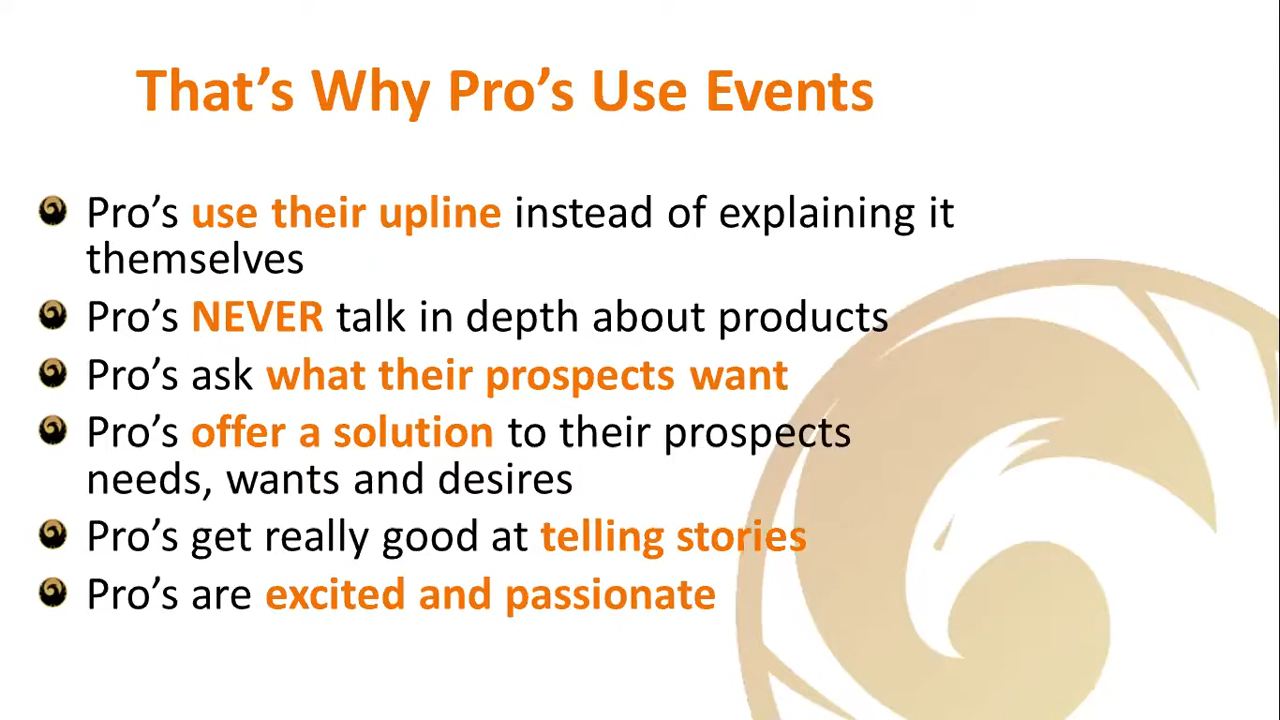 That’s Why Pro’s Use Events
Pro’s use their upline instead of explaining it
themselves
Pro’s NEVER talk in depth about products
Pro’s ask what their prospects want
Pro’s offer a solution to their prospects
needs, wants and desires
Pro’s get really good at telling stories
Pro’s are excited and passionate